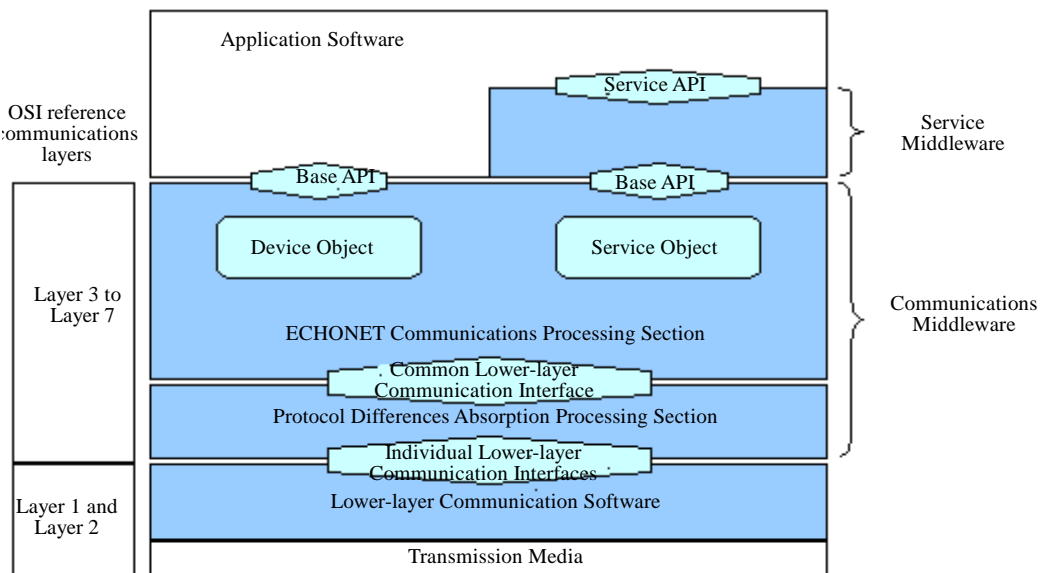 Application Software
Service API
OSI reference
communications
layers
Service
Middleware
Base API
Base API
Device Object
Service Object
Layer 3 to
Layer 7
Communications
Middleware
ECHONET Communications Processing Section
Common Lower-layer
Communication Interface
Protocol Differences Absorption Processing Section
Individual Lower-layer
Communication Interfaces
Lower-layer Communication Software
Layer 1 and
Layer 2
Transmission Media